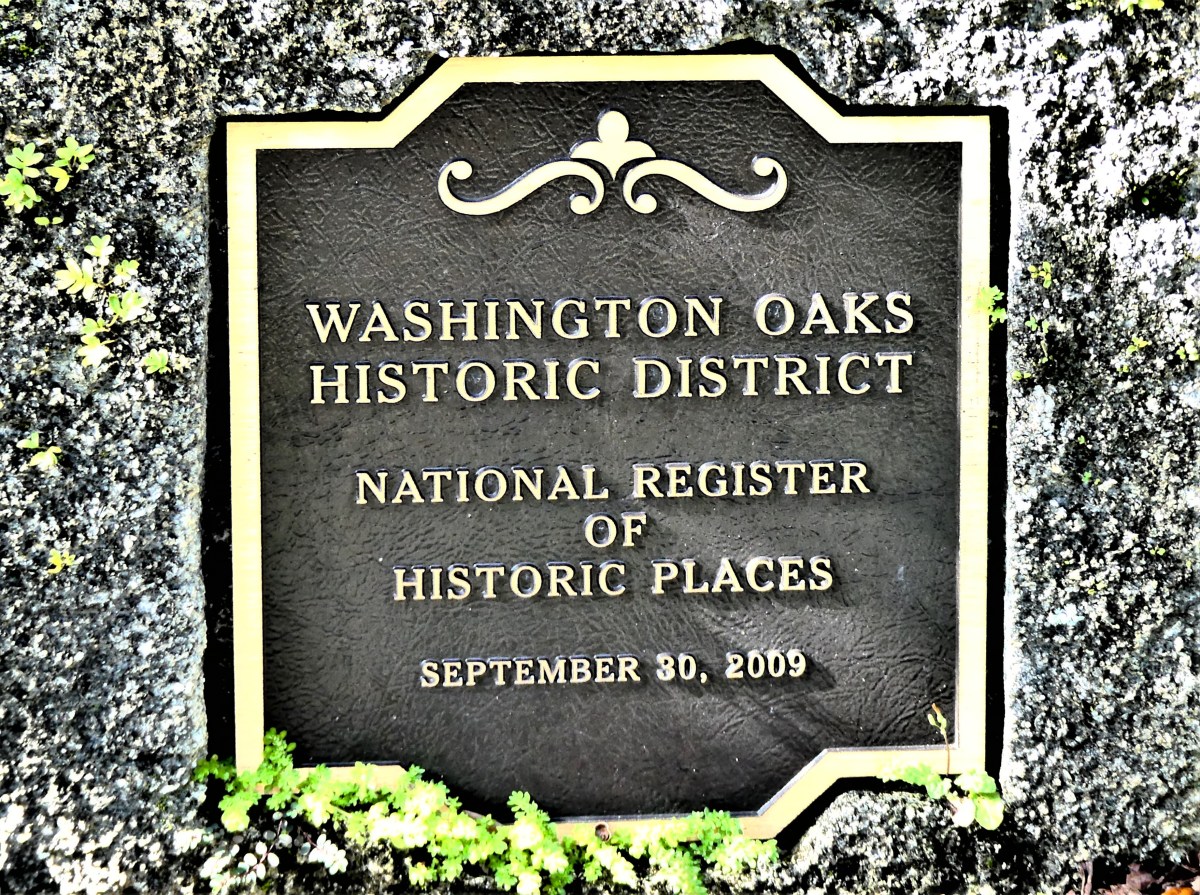 WASHINGTON OAKS
HISTORIC DISTRICT
NATIONAL REGISTER
OF
HISTORIC PLACES
SEPTEMBER 30, 2009